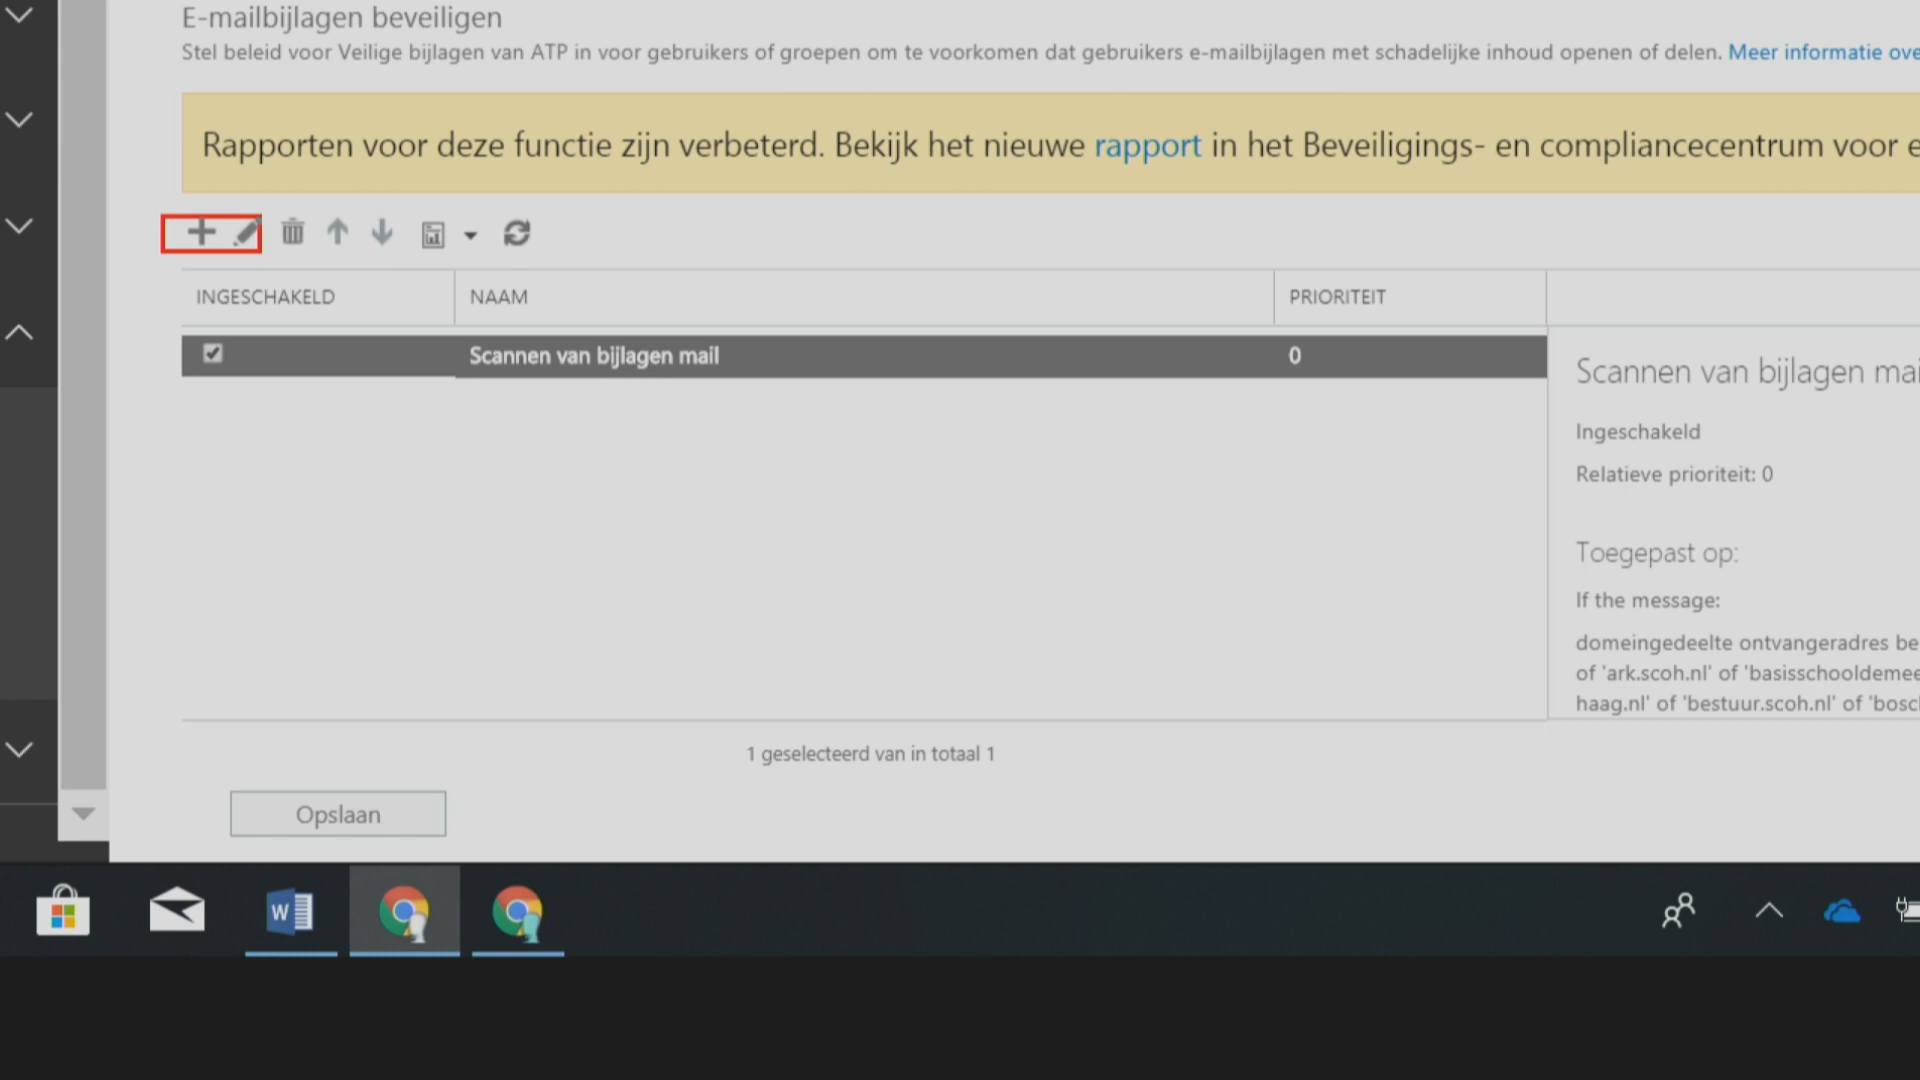 E-mailbijlagen beveiligen
Stel beleid voor Veilige bijlagen van ATP in voor gebruikers of groepen om te voorkomen dat gebruikers e-mailbijlagen met schadelijke inhoud openen of delen. Meer informatie ove
Rapporten voor deze functie zijn verbeterd. Bekijk het nieuwe rapport in het Beveiligings- en compliancecentrum voor e
INGESCHAKELD NAAM PRIORITEIT
Scannen van bijlagen mail 0
Scannen van bijlagen mai
Ingeschakeld
Relatieve prioriteit: 0
Toegepast op:
If the message:
domeingedeelte ontvangeradres be
of 'ark.scoh.nl' of 'basisschooldemee
haag.nl' of 'bestuur.scoh.nl' of 'bosch
1 geselecteerd van in totaal 1
Opslaan
W